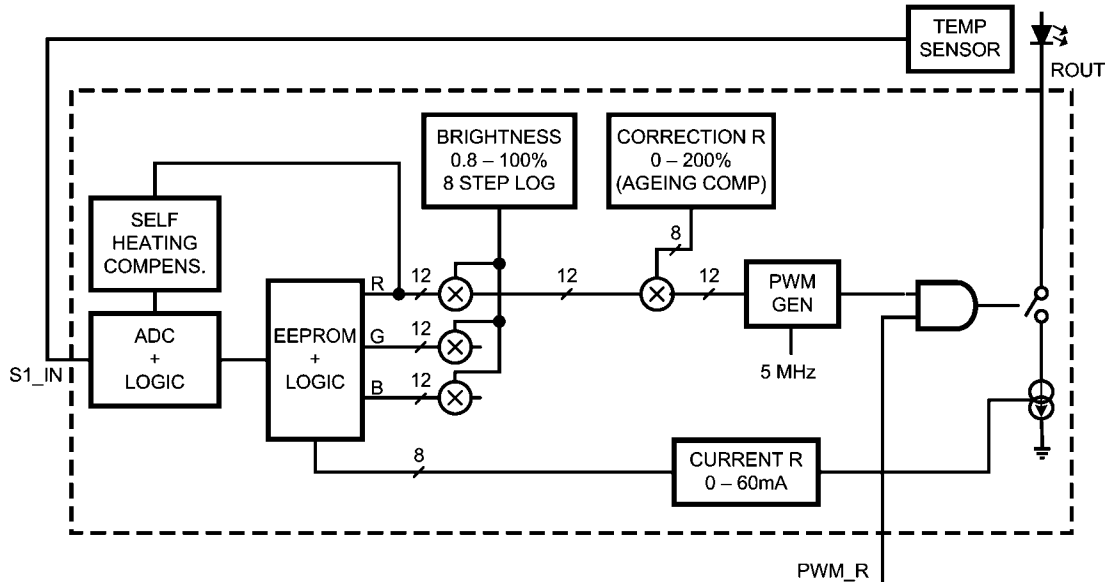 TEMP
SENSOR
ROUT
BRIGHTNESS
0.8 – 100%
8 STEP LOG
CORRECTION R
0 – 200%
(AGEING COMP)
SELF
HEATING
COMPENS.
8
R
12
12
12
PWM
GEN
ADC
+
LOGIC
EEPROM
+
LOGIC
G
12
B
12
5 MHz
S1_IN
8
CURRENT R
0 – 60mA
PWM_R